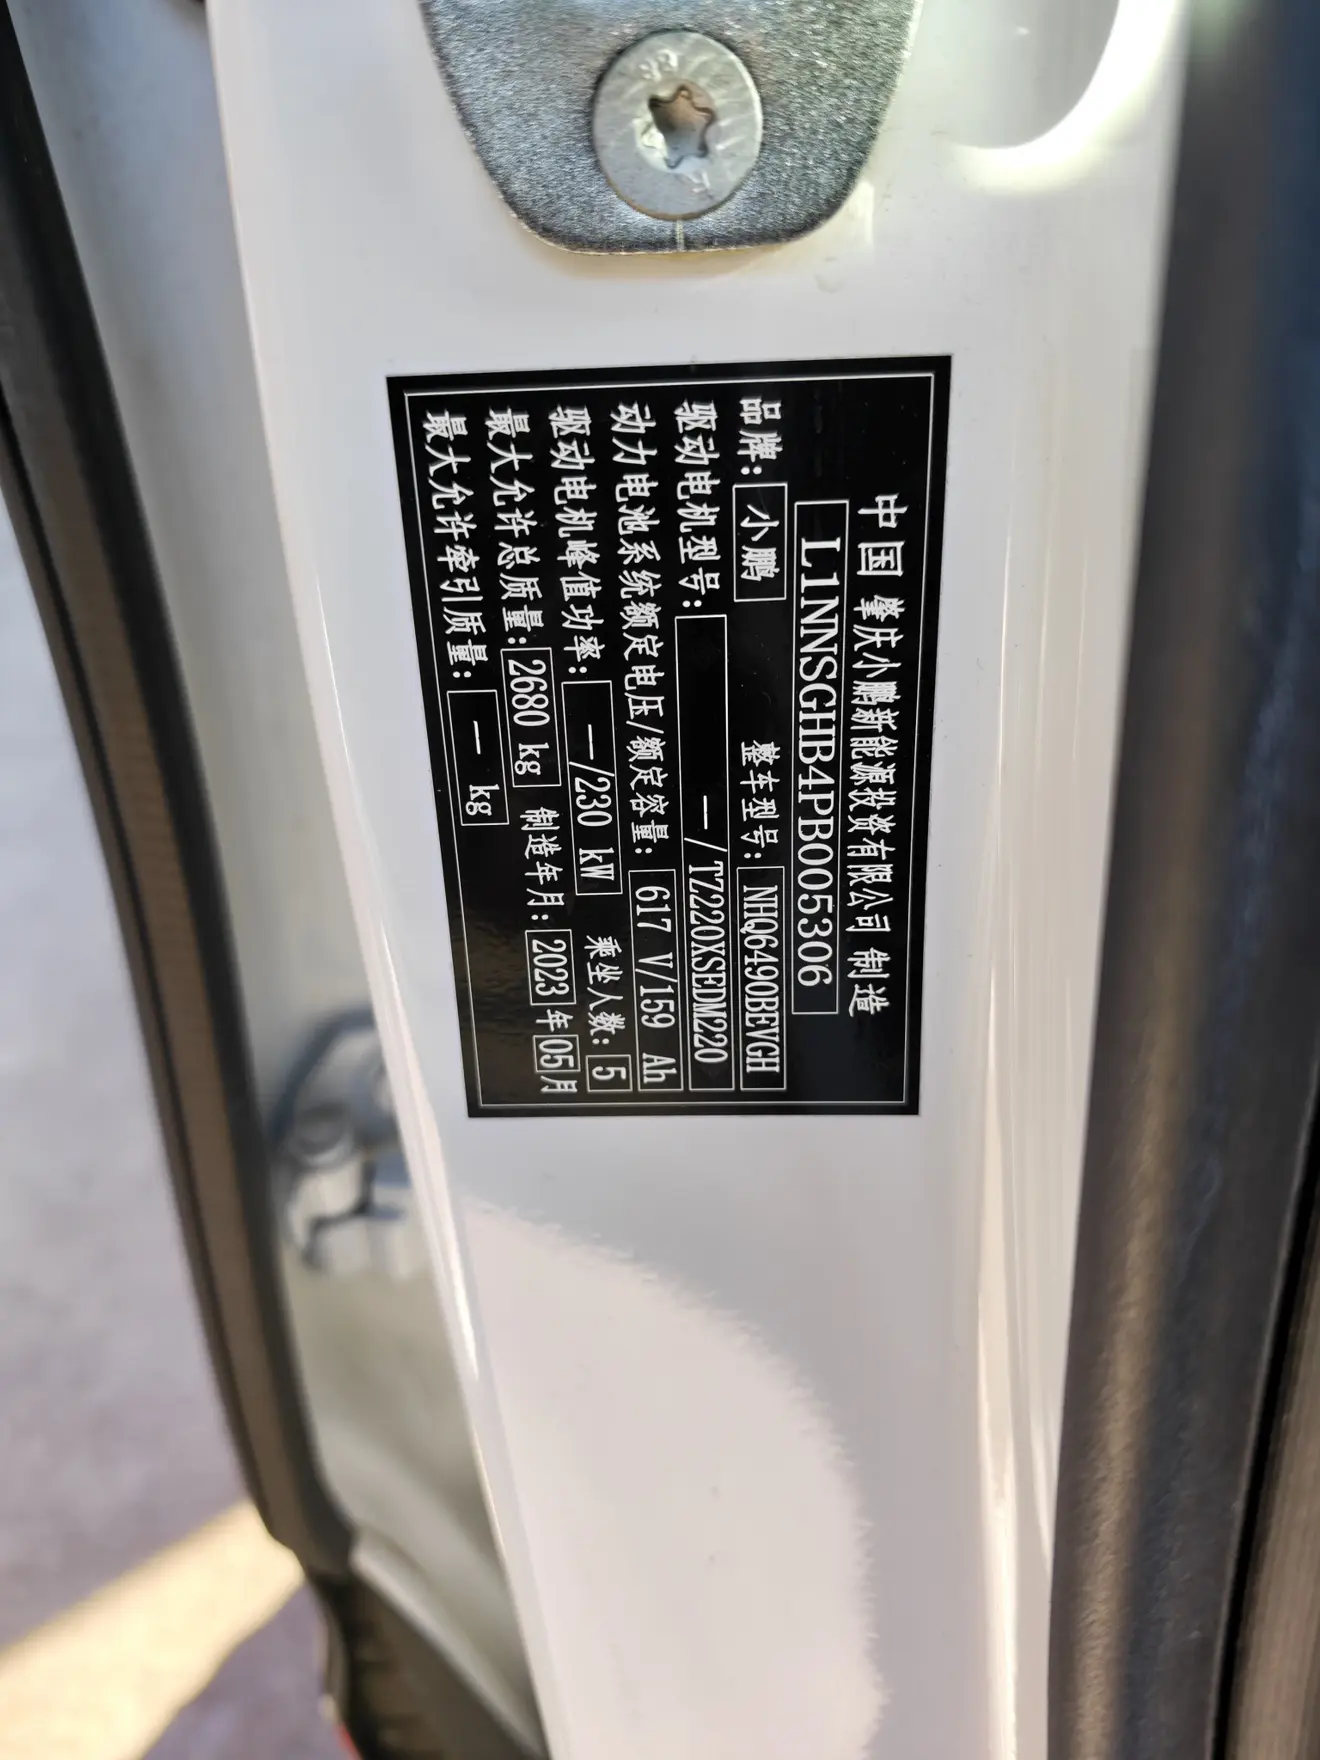 中国 肇庆小鹏新能源投资有限公司 制造
L1NNSGHB4PB005306
品牌: 小鹏 整车型号: NHQ6490BEVGH
驱动电机型号: —/TZ220XSEDM220
动力电池系统额定电压/额定容量: 617 V/159 Ah
驱动电机峰值功率: —/230 kW 乘坐人数: 5
最大允许总质量: 2680 kg 制造年月: 2023 年 05 月
最大允许牵引质量: — kg